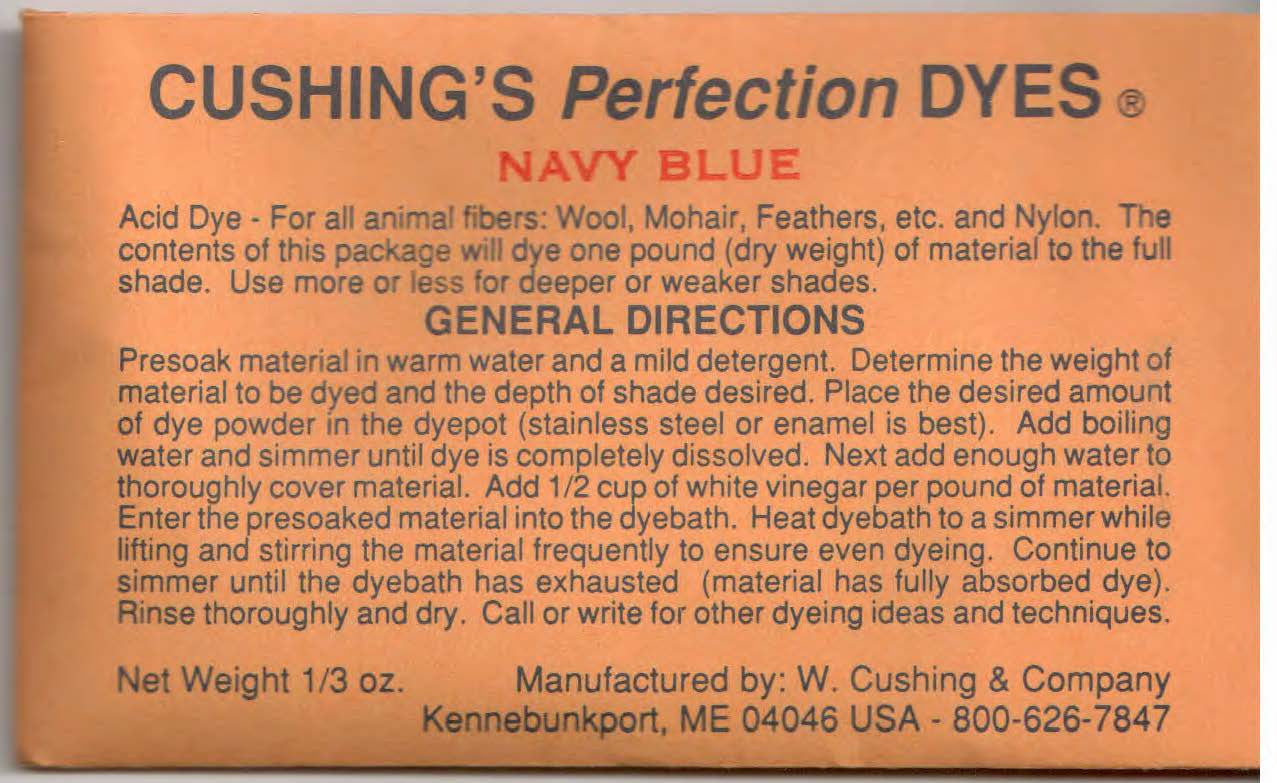 CUSHING'S Perfection DYES ®
NAVY BLUE
Acid Dye - For all animal fibers: Wool, Mohair, Feathers, etc. and Nylon. The
contents of this package will dye one pound (dry weight) of material to the full
shade. Use more or less for deeper or weaker shades.
GENERAL DIRECTIONS
Presoak material in warm water and a mild detergent. Determine the weight of
material to be dyed and the depth of shade desired. Place the desired amount
of dye powder in the dyepot (stainless steel or enamel is best). Add boiling
water and simmer until dye is completely dissolved. Next add enough water to
thoroughly cover material. Add 1/2 cup of white vinegar per pound of material.
Enter the presoaked material into the dyebath. Heat dyebath to a simmer while
lifting and stirring the material frequently to ensure even dyeing. Continue to
simmer until the dyebath has exhausted (material has fully absorbed dye).
Rinse thoroughly and dry. Call or write for other dyeing ideas and techniques.
Net Weight 1/3 oz. Manufactured by: W. Cushing & Company
Kennebunkport, ME 04046 USA - 800-626-7847